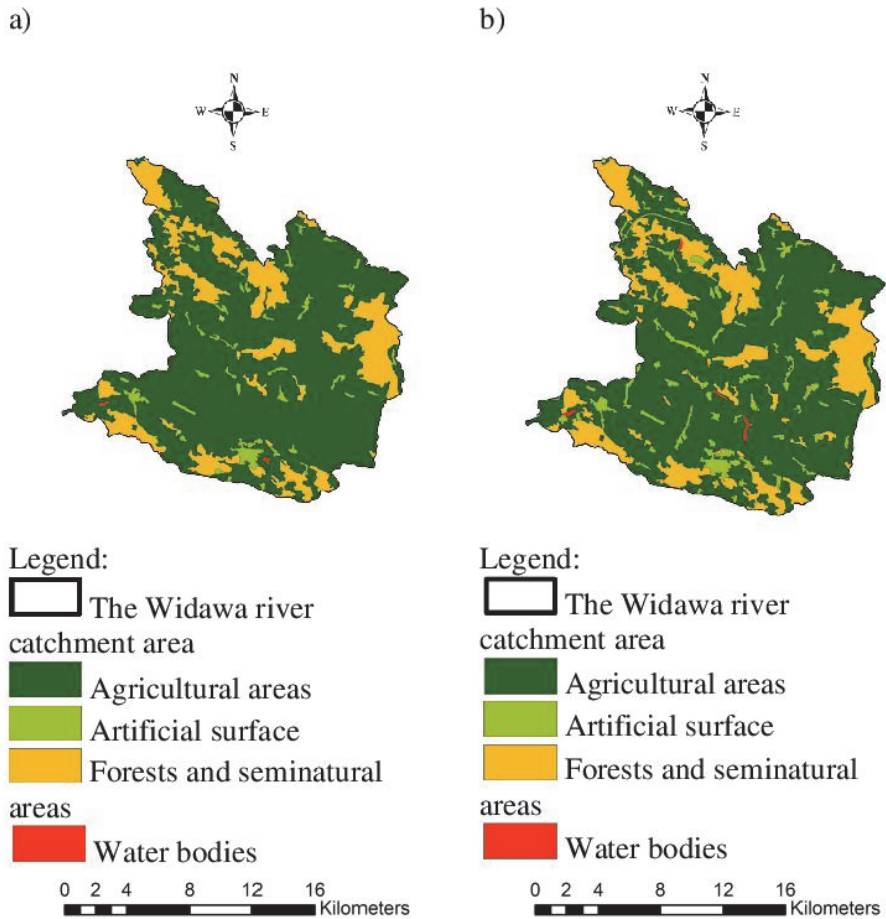 a)
N
W E
S
Legend:
The Widawa river
catchment area
Agricultural areas
Artificial surface
Forests and seminatural
areas
Water bodies
0 2 4 8 12 16
Kilometers
b)
N
W E
S
Legend:
The Widawa river
catchment area
Agricultural areas
Artificial surface
Forests and seminatural
areas
Water bodies
0 2 4 8 12 16
Kilometers